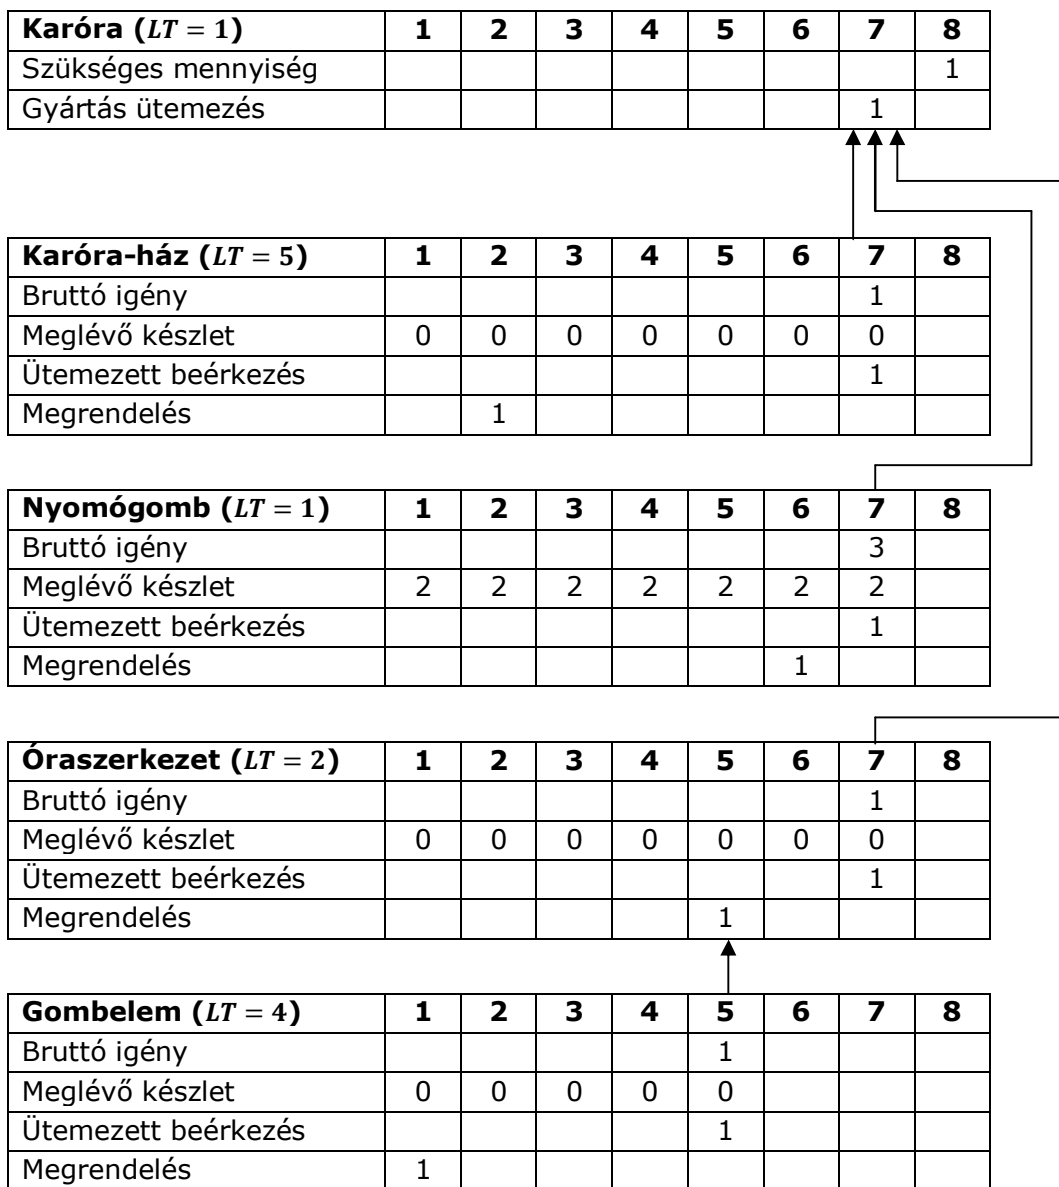 Karóra (LT = 1) 1 2 3 4 5 6 7 8
Szükséges mennyiség 1
Gyártás ütemezés 1
Karóra-ház (LT = 5) 1 2 3 4 5 6 7 8
Bruttó igény 1
Meglévő készlet 0 0 0 0 0 0 0
Ütemezett beérkezés 1
Megrendelés 1
Nyomógomb (LT = 1) 1 2 3 4 5 6 7 8
Bruttó igény 3
Meglévő készlet 2 2 2 2 2 2 2
Ütemezett beérkezés 1
Megrendelés 1
Óraszerkezet (LT = 2) 1 2 3 4 5 6 7 8
Bruttó igény 1
Meglévő készlet 0 0 0 0 0 0 0
Ütemezett beérkezés 1
Megrendelés 1
Gombelem (LT = 4) 1 2 3 4 5 6 7 8
Bruttó igény 1
Meglévő készlet 0 0 0 0 0
Ütemezett beérkezés 1
Megrendelés 1